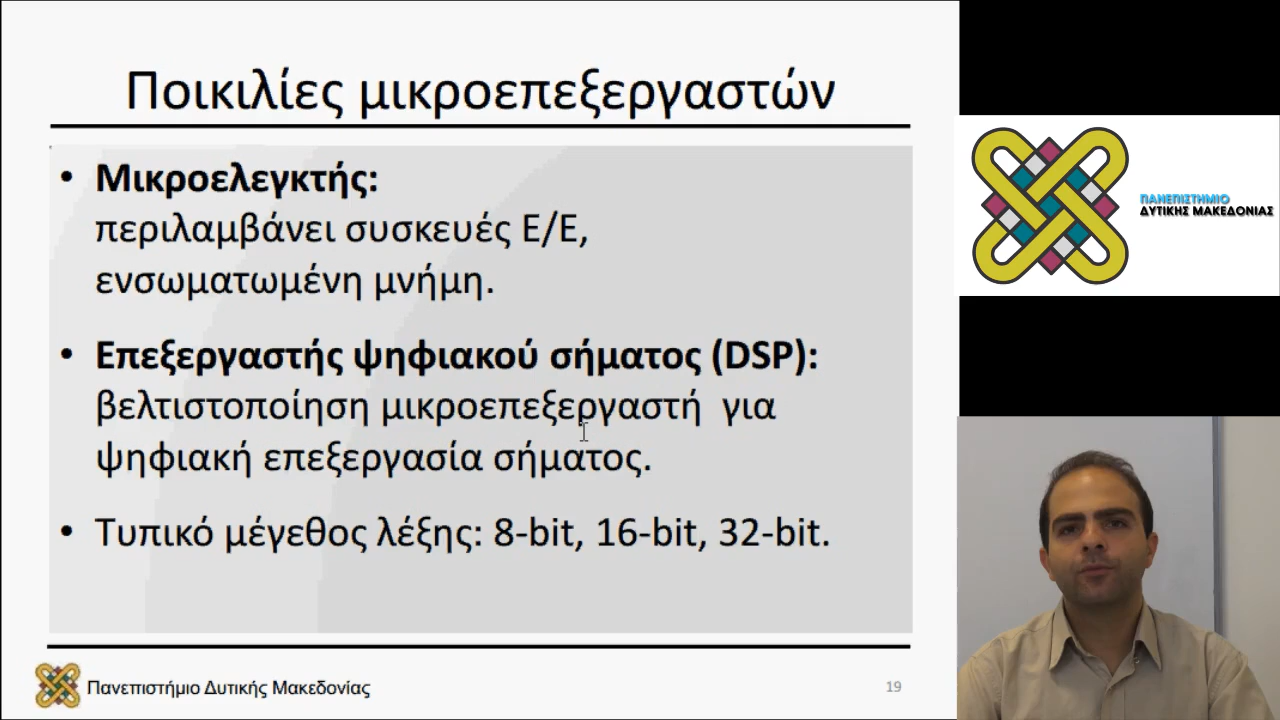 Ποικιλίες μικροεπεξεργαστών
• Μικροελεγκτής:
περιλαμβάνει συσκευές Ε/Ε,
ενσωματωμένη μνήμη.
• Επεξεργαστής ψηφιακού σήματος (DSP):
βελτιστοποίηση μικροεπεξεργαστή για
ψηφιακή επεξεργασία σήματος.
• Τυπικό μέγεθος λέξης: 8-bit, 16-bit, 32-bit.
Πανεπιστήμιο Δυτικής Μακεδονίας
19
ΠΑΝΕΠΙΣΤΗΜΙΟ
ΔΥΤΙΚΗΣ ΜΑΚΕΔΟΝΙΑΣ